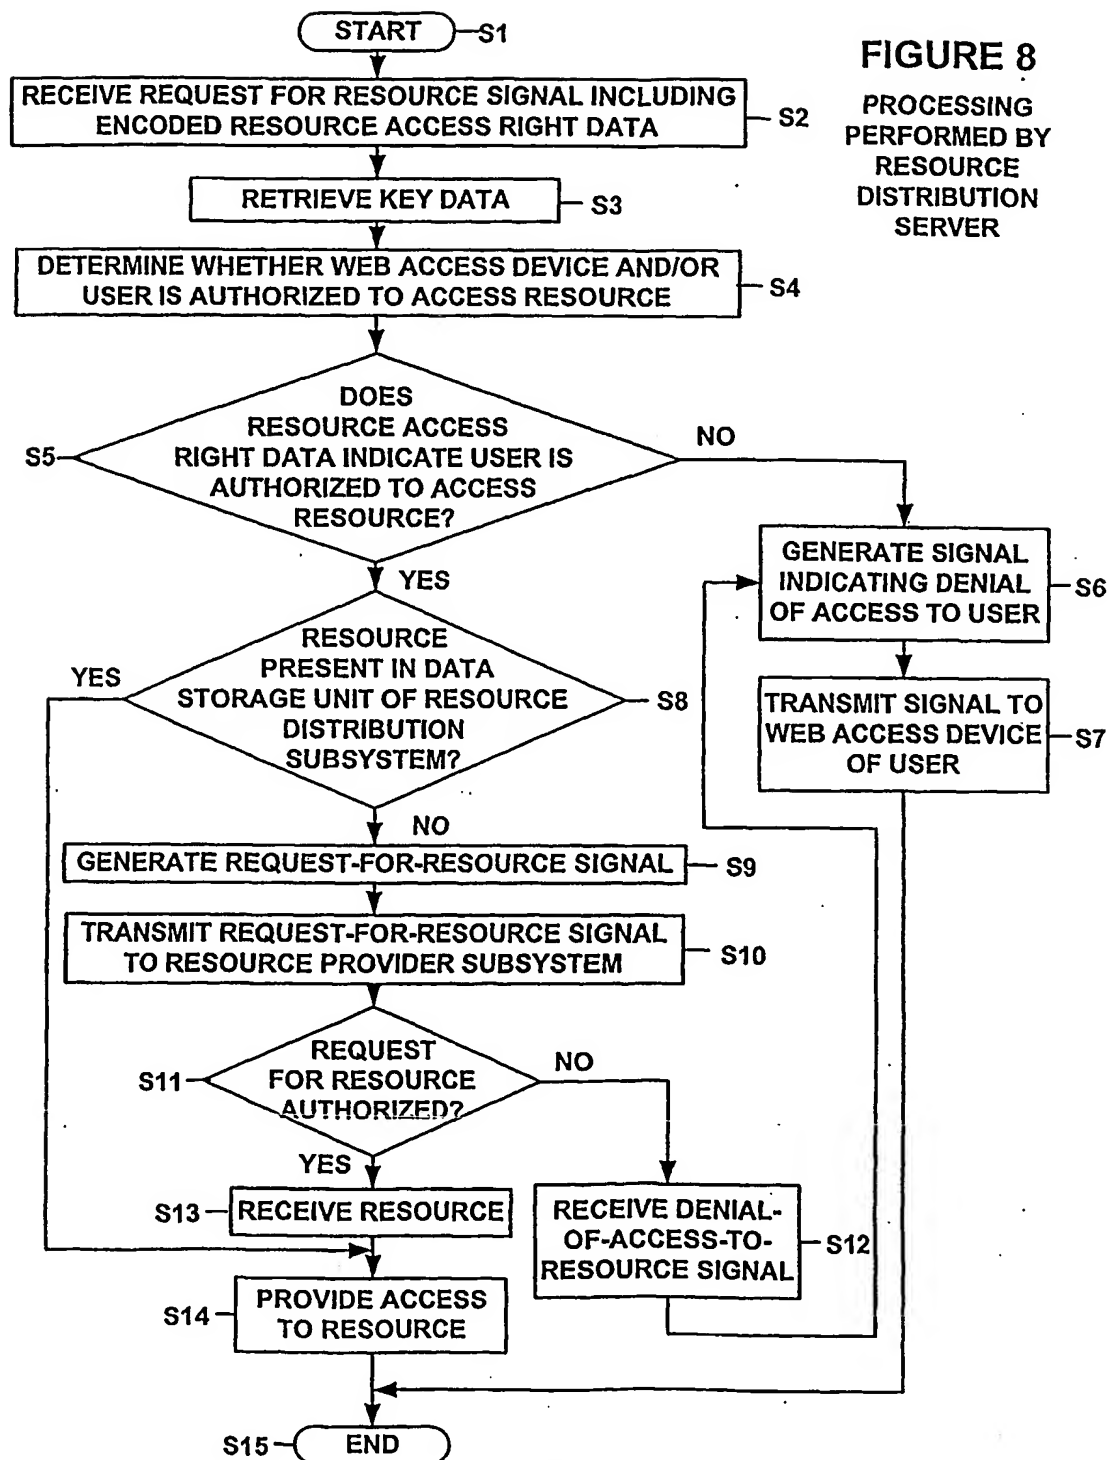 START
S1
FIGURE 8
PROCESSING
PERFORMED BY
RESOURCE
DISTRIBUTION
SERVER
RECEIVE REQUEST FOR RESOURCE SIGNAL INCLUDING
ENCODED RESOURCE ACCESS RIGHT DATA
S2
RETRIEVE KEY DATA
S3
DETERMINE WHETHER WEB ACCESS DEVICE AND/OR
USER IS AUTHORIZED TO ACCESS RESOURCE
S4
DOES
RESOURCE ACCESS
RIGHT DATA INDICATE USER IS
AUTHORIZED TO ACCESS
RESOURCE?
S5
NO
YES
GENERATE SIGNAL
INDICATING DENIAL
OF ACCESS TO USER
S6
TRANSMIT SIGNAL TO
WEB ACCESS DEVICE
OF USER
S7
RESOURCE
PRESENT IN DATA
STORAGE UNIT OF RESOURCE
DISTRIBUTION
SUBSYSTEM?
S8
YES
NO
GENERATE REQUEST-FOR-RESOURCE SIGNAL
S9
TRANSMIT REQUEST-FOR-RESOURCE SIGNAL
TO RESOURCE PROVIDER SUBSYSTEM
S10
REQUEST
FOR RESOURCE
AUTHORIZED?
S11
NO
YES
S13
RECEIVE RESOURCE
RECEIVE DENIAL-
OF-ACCESS-TO-
RESOURCE SIGNAL
S12
S14
PROVIDE ACCESS
TO RESOURCE
S15
END